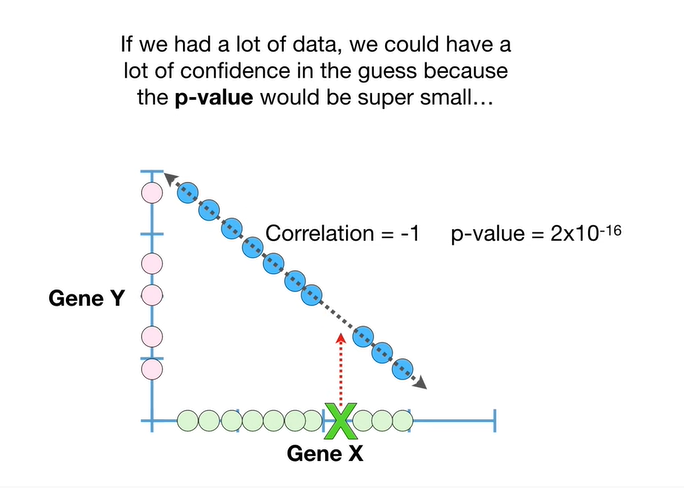 If we had a lot of data, we could have a
lot of confidence in the guess because
the p-value would be super small…
Correlation = -1 p-value = 2x10⁻¹⁶
Gene Y
X
Gene X